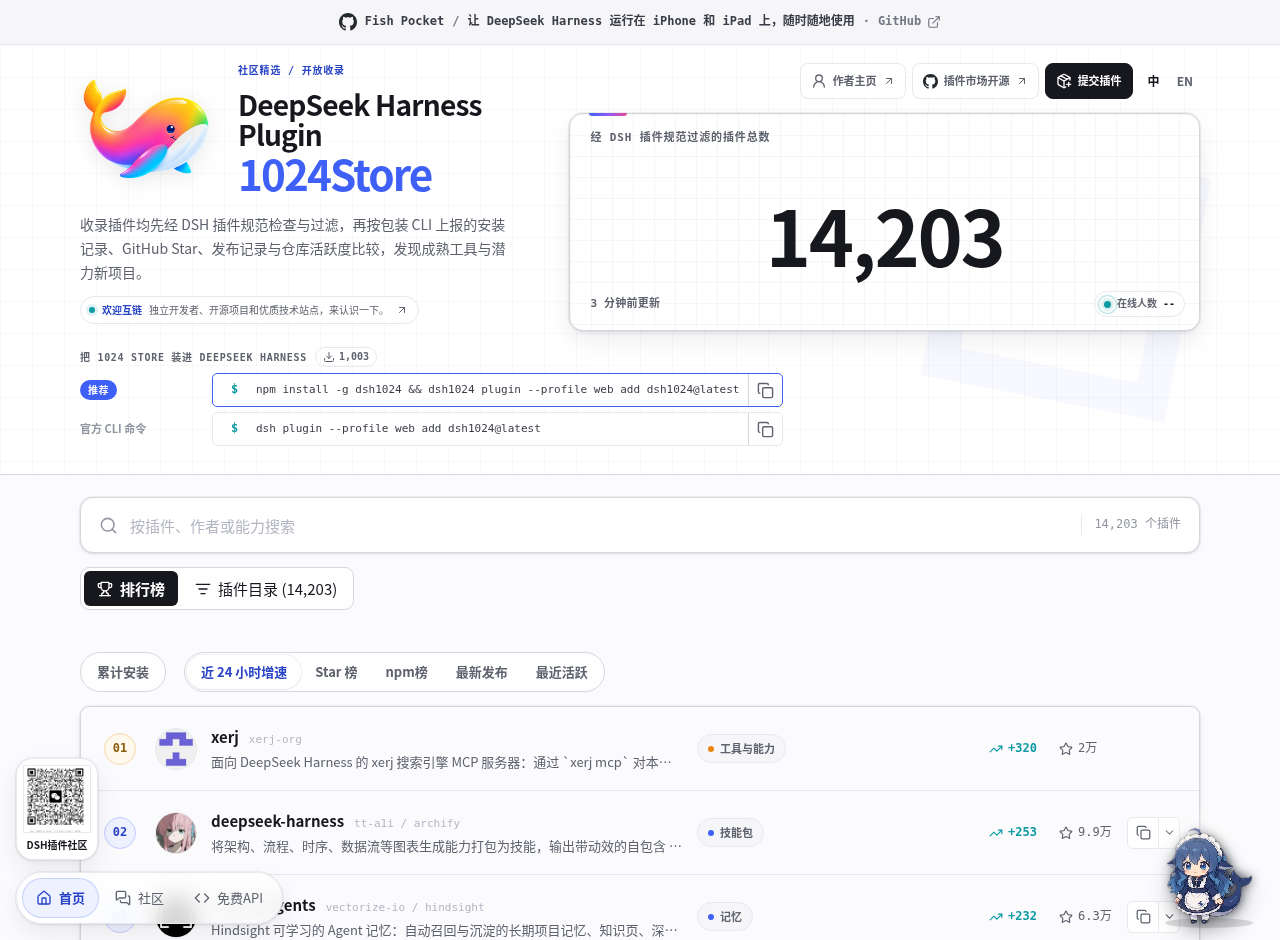 Fish Pocket / 让 DeepSeek Harness 运行在 iPhone 和 iPad 上，随时随地使用 · GitHub
社区精选 / 开放收录
作者主页
插件市场开源
提交插件
中
EN
DeepSeek Harness
Plugin
1024Store
收录插件均先经 DSH 插件规范检查与过滤，再按包装 CLI 上报的安装
记录、GitHub Star、发布记录与仓库活跃度比较，发现成熟工具与潜
力新项目。
欢迎互链 独立开发者、开源项目和优质技术站点，来认识一下。
经 DSH 插件规范过滤的插件总数
14,203
3 分钟前更新
在线人数 --
把 1024 STORE 装进 DEEPSEEK HARNESS
1,003
推荐
$ npm install -g dsh1024 && dsh1024 plugin --profile web add dsh1024@latest
官方 CLI 命令
$ dsh plugin --profile web add dsh1024@latest
按插件、作者或能力搜索
14,203 个插件
排行榜
插件目录 (14,203)
累计安装
近 24 小时增速
Star 榜
npm榜
最新发布
最近活跃
01
xerj xerj-org
面向 DeepSeek Harness 的 xerj 搜索引擎 MCP 服务器：通过 `xerj mcp` 对本…
工具与能力
+320
2万
02
deepseek-harness tt-a1i / archify
将架构、流程、时序、数据流等图表生成能力打包为技能，输出带动效的自包含 …
技能包
+253
9.9万
gents vectorize-io / hindsight
Hindsight 可学习的 Agent 记忆：自动召回与沉淀的长期项目记忆、知识页、深…
记忆
+232
6.3万
DSH插件社区
首页
社区
免费API